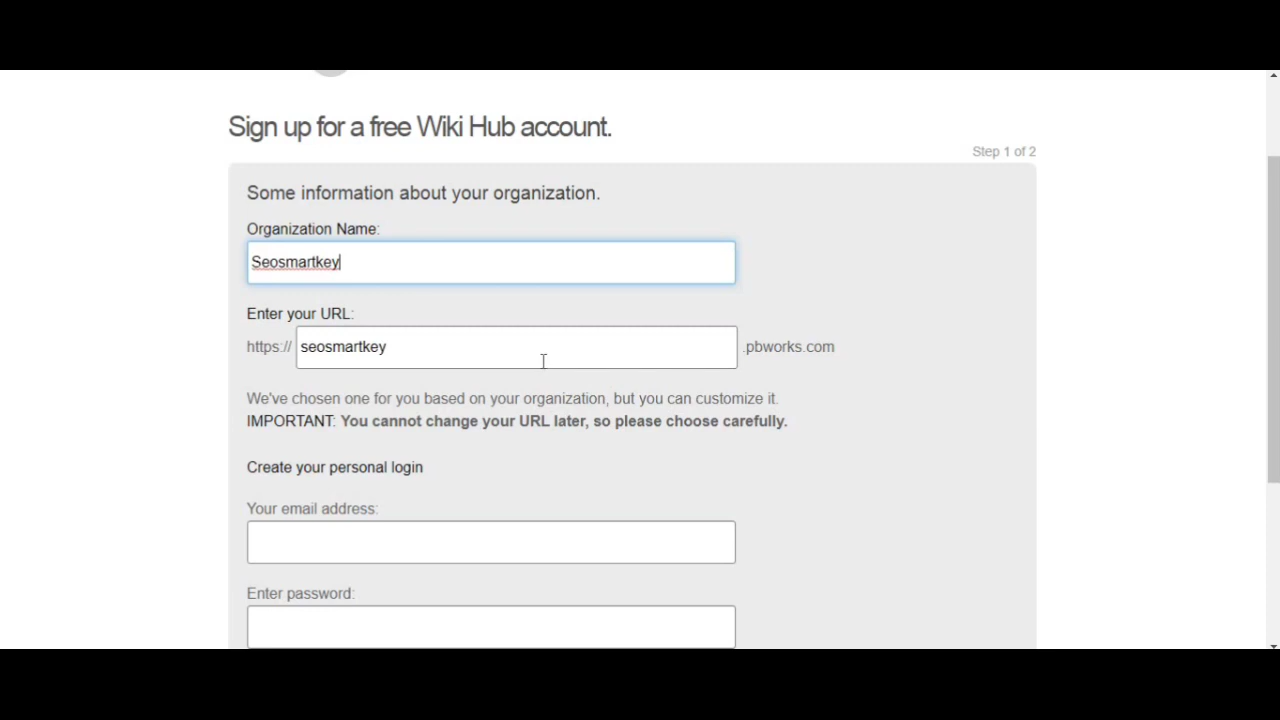 Sign up for a free Wiki Hub account.
Step 1 of 2
Some information about your organization.
Organization Name:
Seosmartkey
Enter your URL:
https:// seosmartkey .pbworks.com
We've chosen one for you based on your organization, but you can customize it.
IMPORTANT: You cannot change your URL later, so please choose carefully.
Create your personal login
Your email address:
Enter password: